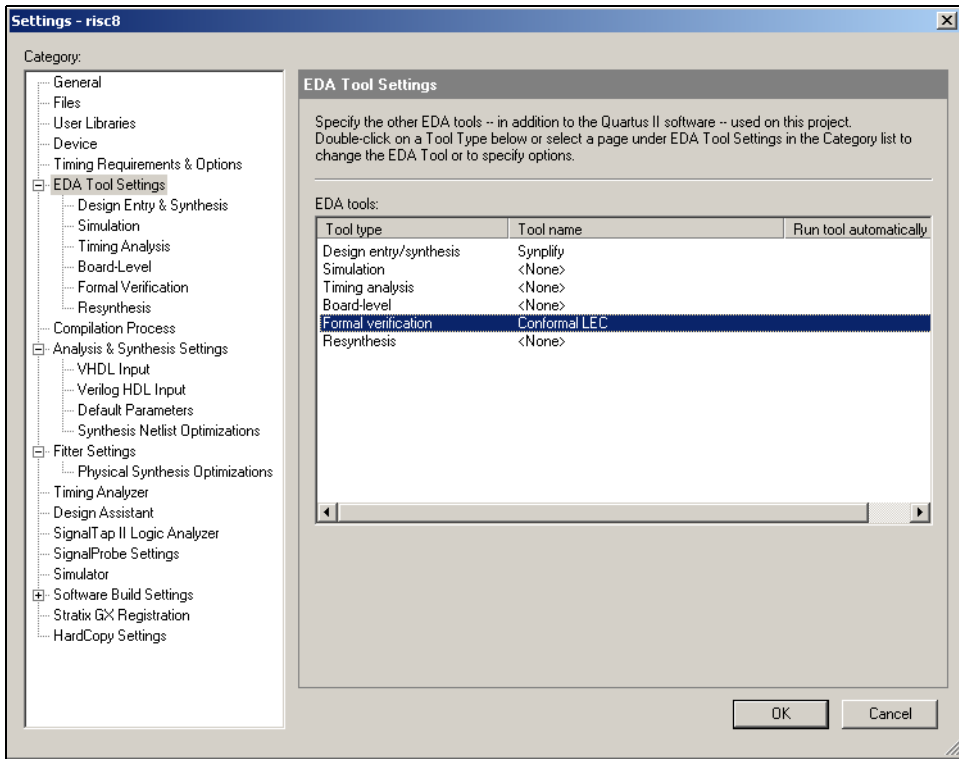 Settings - risc8
Category:
General
Files
User Libraries
Device
Timing Requirements & Options
EDA Tool Settings
Design Entry & Synthesis
Simulation
Timing Analysis
Board-Level
Formal Verification
Resynthesis
Compilation Process
Analysis & Synthesis Settings
VHDL Input
Verilog HDL Input
Default Parameters
Synthesis Netlist Optimizations
Fitter Settings
Physical Synthesis Optimizations
Timing Analyzer
Design Assistant
SignalTap II Logic Analyzer
SignalProbe Settings
Simulator
Software Build Settings
Stratix GX Registration
HardCopy Settings
EDA Tool Settings
Specify the other EDA tools -- in addition to the Quartus II software -- used on this project.
Double-click on a Tool Type below or select a page under EDA Tool Settings in the Category list to
change the EDA Tool or to specify options.
EDA tools:
Tool type Tool name Run tool automatically
Design entry/synthesis Synplify
Simulation <None>
Timing analysis <None>
Board-level <None>
Formal verification Conformal LEC
Resynthesis <None>
OK Cancel